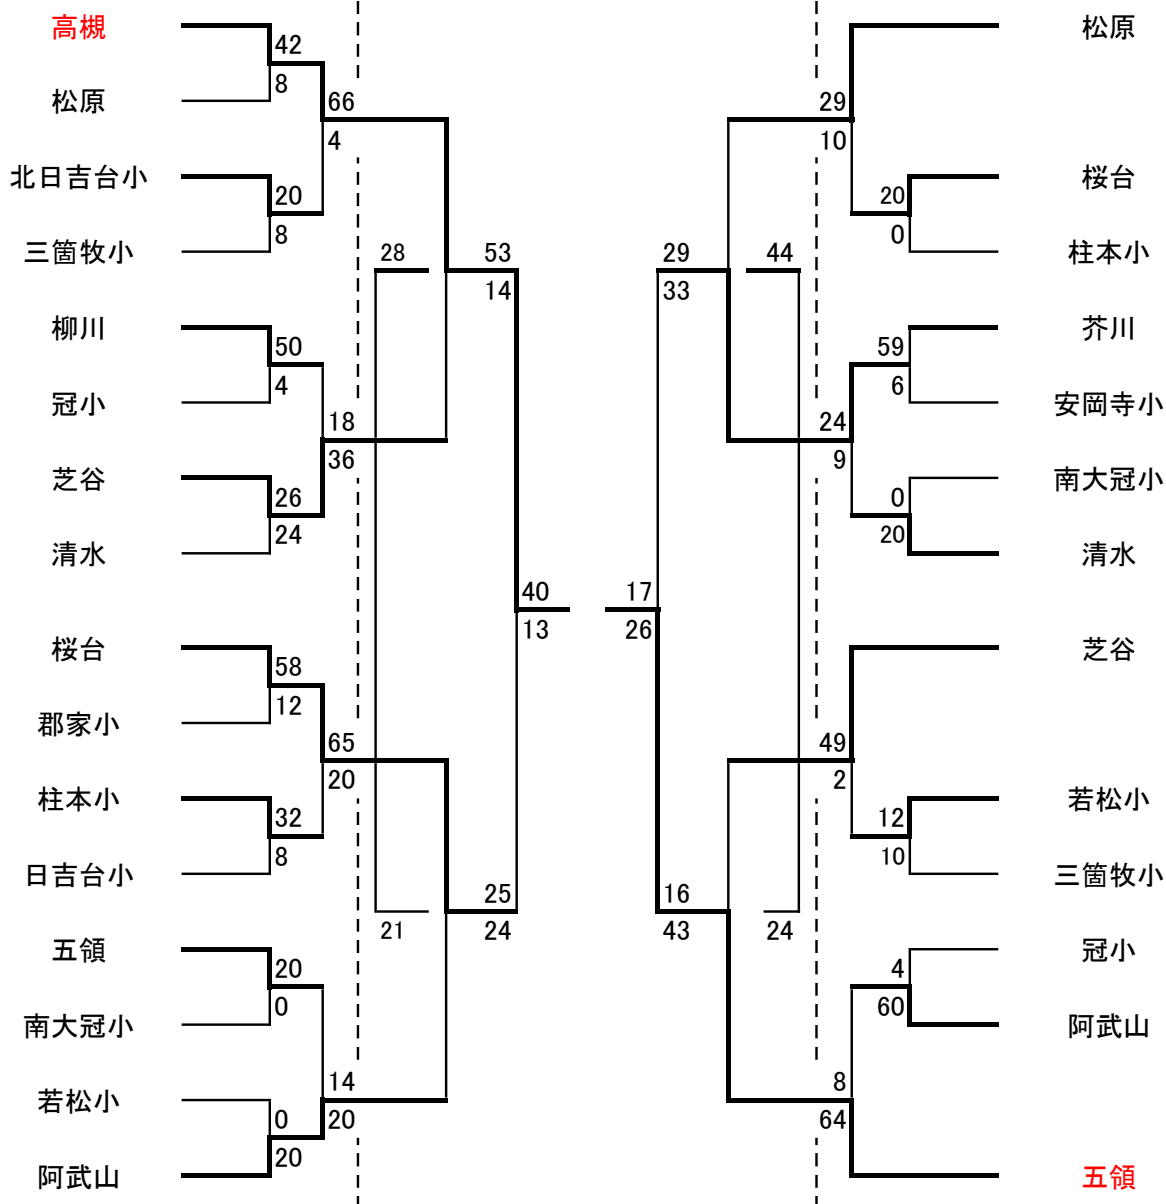 高槻
松原
42
8
66
4
29
10
松原
北日吉台小
20
8
桜台
20
0
三箇牧小
柱本小
28
53
14
29
33
44
柳川
50
4
芥川
59
6
冠小
安岡寺小
18
36
24
9
芝谷
26
24
南大冠小
0
20
清水
清水
40
13
17
26
桜台
58
12
芝谷
郡家小
65
20
49
2
柱本小
32
8
若松小
12
10
日吉台小
三箇牧小
21
25
24
16
43
24
五領
20
0
冠小
4
60
南大冠小
阿武山
若松小
0
20
14
20
8
64
阿武山
五領